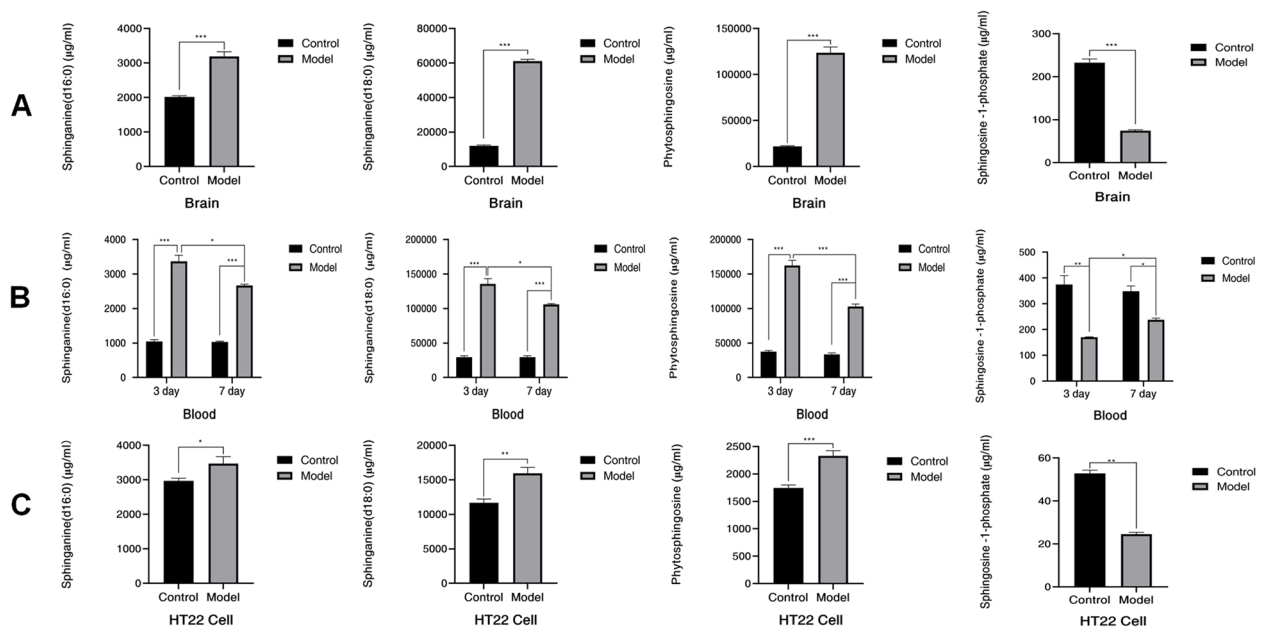 A
Sphinganine(d16:0) (μg/ml)
4000
3000
2000
1000
0
***
Control
Model
Control Model
Brain
Sphinganine(d18:0) (μg/ml)
80000
60000
40000
20000
0
***
Control
Model
Control Model
Brain
Phytosphingosine (μg/ml)
150000
100000
50000
0
***
Control
Model
Control Model
Brain
Sphingosine -1-phosphate (μg/ml)
300
200
100
0
***
Control
Model
Control Model
Brain
B
Sphinganine(d16:0) (μg/ml)
4000
3000
2000
1000
0
*** *
***
Control
Model
3 day 7 day
Blood
Sphinganine(d18:0) (μg/ml)
200000
150000
100000
50000
0
*** *
***
Control
Model
3 day 7 day
Blood
Phytosphingosine (μg/ml)
200000
150000
100000
50000
0
*** ***
***
Control
Model
3 day 7 day
Blood
Sphingosine -1-phosphate (μg/ml)
500
400
300
200
100
0
*
** *
Control
Model
3 day 7 day
Blood
C
Sphinganine(d16:0) (μg/ml)
4000
3000
2000
1000
0
*
Control
Model
Control Model
HT22 Cell
Sphinganine(d18:0) (μg/ml)
20000
15000
10000
5000
0
**
Control
Model
Control Model
HT22 Cell
Phytosphingosine (μg/ml)
2500
2000
1500
1000
500
0
***
Control
Model
Control Model
HT22 Cell
Sphingosine -1-phosphate (μg/ml)
60
40
20
0
**
Control
Model
Control Model
HT22 Cell